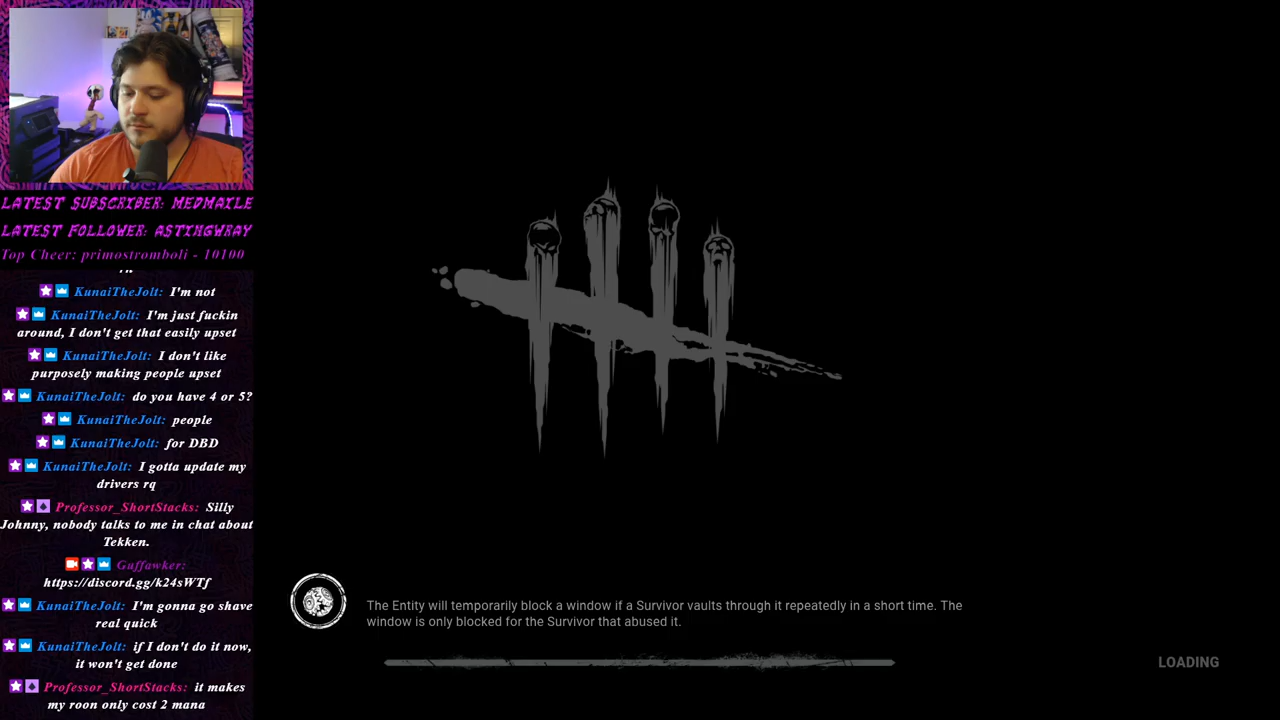 LATEST SUBSCRIBER: MEDMAILE
LATEST FOLLOWER: ASTINGWRAY
Top Cheer: primostromboli - 10100
KunaiTheJolt: I'm not
KunaiTheJolt: I'm just fuckin
around, I don't get that easily upset
KunaiTheJolt: I don't like
purposely making people upset
KunaiTheJolt: do you have 4 or 5?
KunaiTheJolt: people
KunaiTheJolt: for DBD
KunaiTheJolt: I gotta update my
drivers rq
Professor_ShortStacks: Silly
Johnny, nobody talks to me in chat about
Tekken.
Guffawker:
https://discord.gg/k24sWTf
KunaiTheJolt: I'm gonna go shave
real quick
KunaiTheJolt: if I don't do it now,
it won't get done
Professor_ShortStacks: it makes
my roon only cost 2 mana
The Entity will temporarily block a window if a Survivor vaults through it repeatedly in a short time. The
window is only blocked for the Survivor that abused it.
LOADING